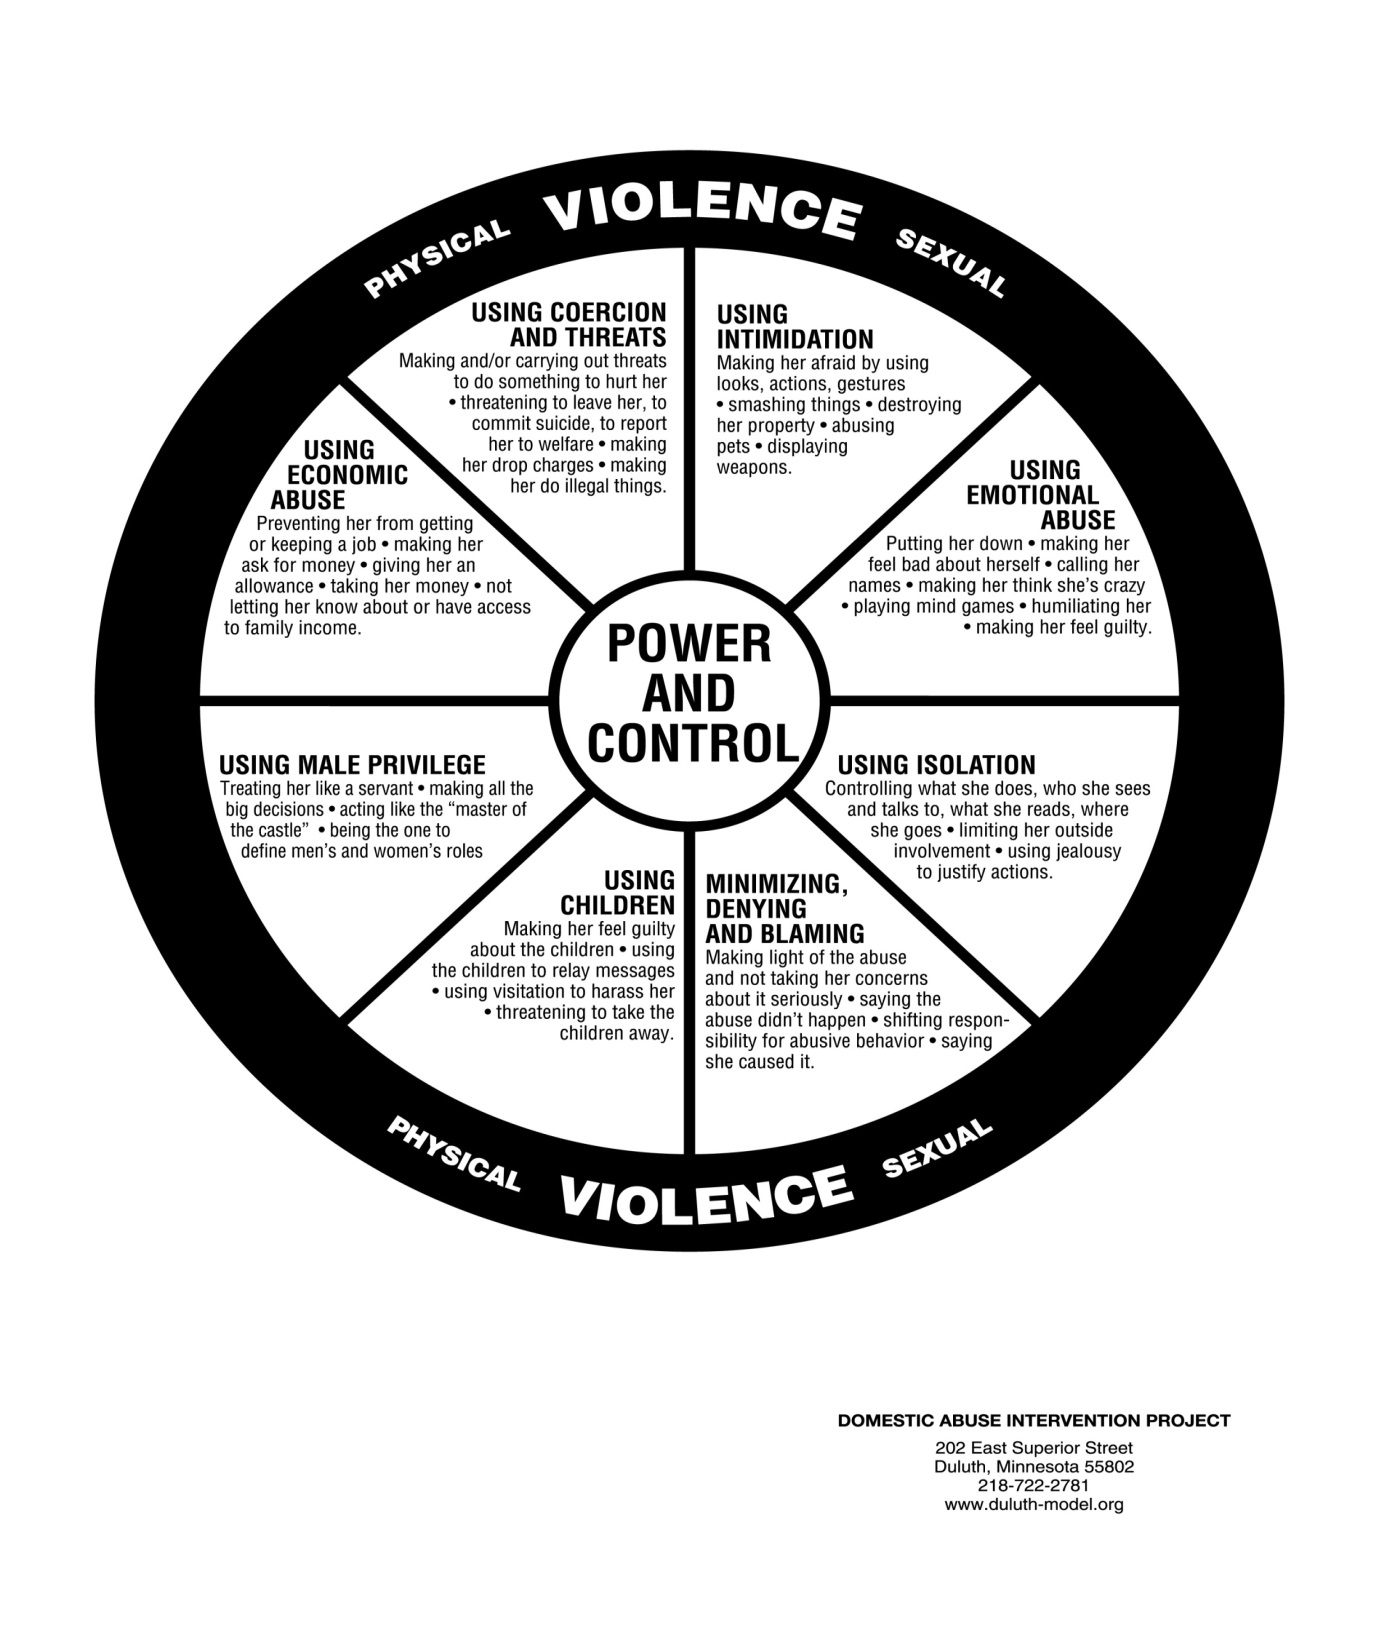 PHYSICAL VIOLENCE SEXUAL
USING COERCION
AND THREATS
Making and/or carrying out threats
to do something to hurt her
• threatening to leave her, to
commit suicide, to report
her to welfare • making
her drop charges • making
her do illegal things.
USING
INTIMIDATION
Making her afraid by using
looks, actions, gestures
• smashing things • destroying
her property • abusing
pets • displaying
weapons.
USING
ECONOMIC
ABUSE
Preventing her from getting
or keeping a job • making her
ask for money • giving her an
allowance • taking her money • not
letting her know about or have access
to family income.
USING
EMOTIONAL
ABUSE
Putting her down • making her
feel bad about herself • calling her
names • making her think she’s crazy
• playing mind games • humiliating her
• making her feel guilty.
POWER
AND
CONTROL
USING MALE PRIVILEGE
Treating her like a servant • making all the
big decisions • acting like the “master of
the castle” • being the one to
define men’s and women’s roles
USING ISOLATION
Controlling what she does, who she sees
and talks to, what she reads, where
she goes • limiting her outside
involvement • using jealousy
to justify actions.
USING
CHILDREN
Making her feel guilty
about the children • using
the children to relay messages
• using visitation to harass her
• threatening to take the
children away.
MINIMIZING,
DENYING
AND BLAMING
Making light of the abuse
and not taking her concerns
about it seriously • saying the
abuse didn’t happen • shifting respon-
sibility for abusive behavior • saying
she caused it.
PHYSICAL VIOLENCE SEXUAL
DOMESTIC ABUSE INTERVENTION PROJECT
202 East Superior Street
Duluth, Minnesota 55802
218-722-2781
www.duluth-model.org